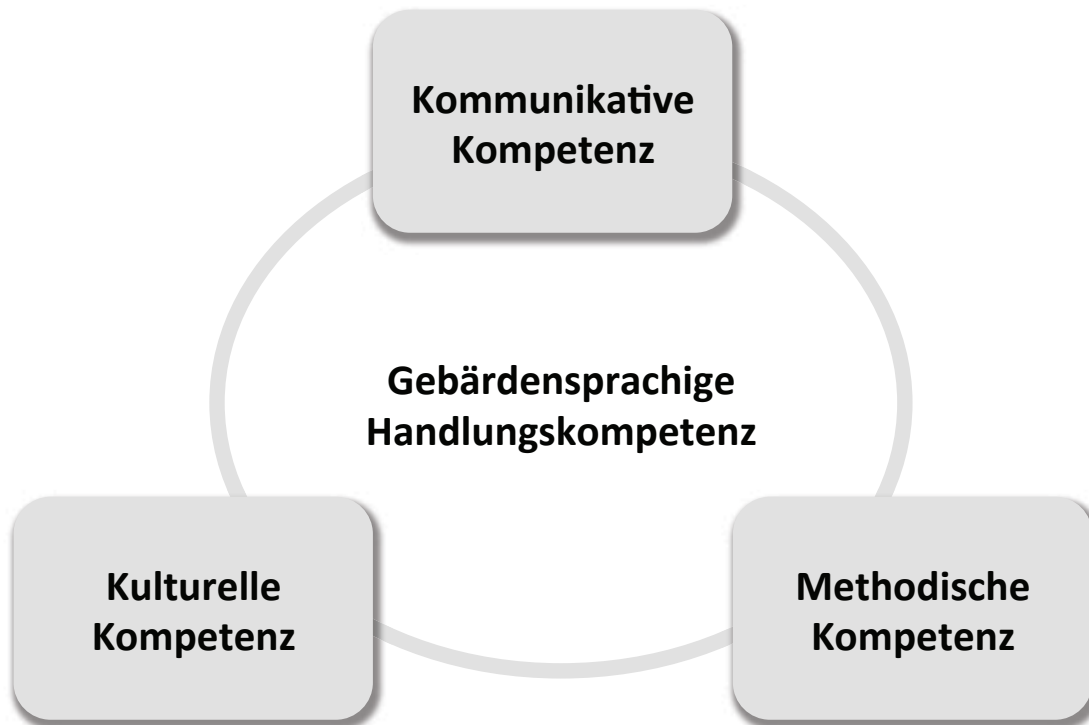 Kommunikative
Kompetenz
Gebärdensprachige
Handlungskompetenz
Kulturelle
Kompetenz
Methodische
Kompetenz